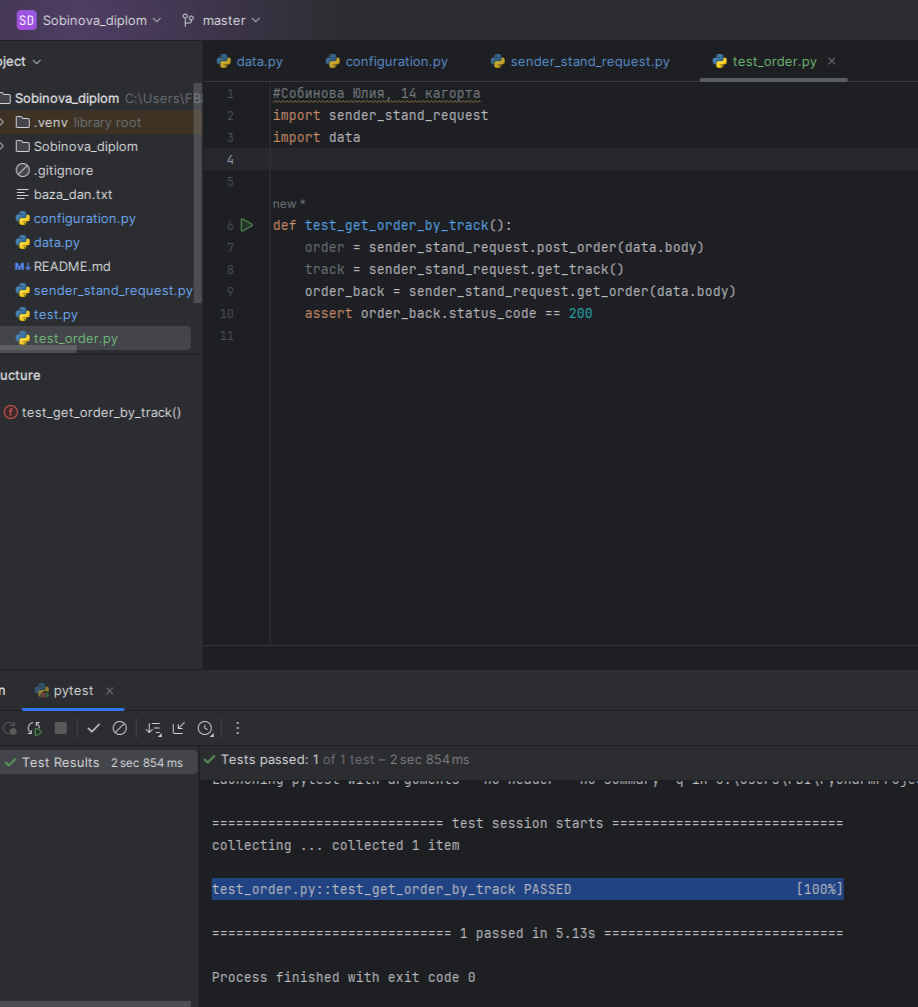 SD Sobinova_diplom master
oject
data.py configuration.py sender_stand_request.py test_order.py
Sobinova_diplom C:\Users\FB
.venv library root
Sobinova_diplom
.gitignore
baza_dan.txt
configuration.py
data.py
README.md
sender_stand_request.py
test.py
test_order.py
ucture
test_get_order_by_track()
1 #Собинова Юлия, 14 кагорта
2 import sender_stand_request
3 import data
4
5
new *
6 def test_get_order_by_track():
7 order = sender_stand_request.post_order(data.body)
8 track = sender_stand_request.get_track()
9 order_back = sender_stand_request.get_order(data.body)
10 assert order_back.status_code == 200
11
n pytest
Test Results 2 sec 854 ms
Tests passed: 1 of 1 test – 2 sec 854 ms
============================= test session starts =============================
collecting ... collected 1 item
test_order.py::test_get_order_by_track PASSED [100%]
============================== 1 passed in 5.13s ==============================
Process finished with exit code 0